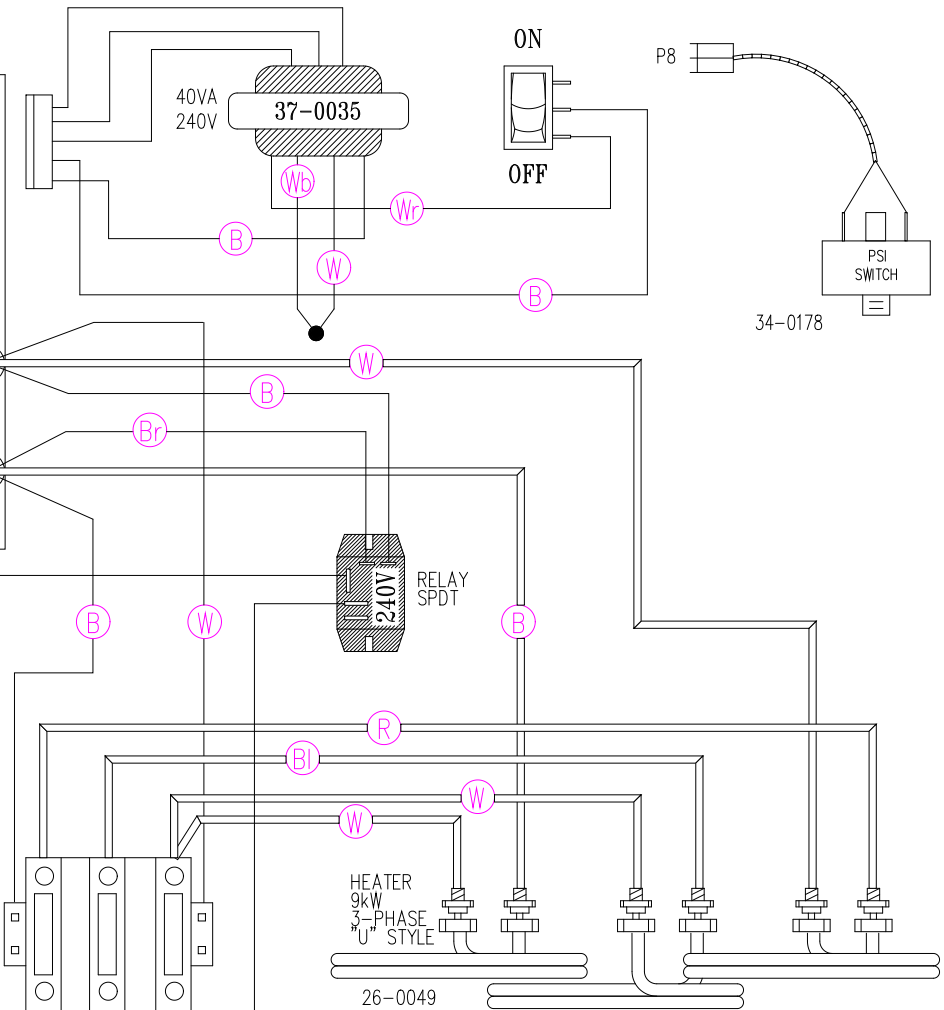 ON
P8
40VA
240V
37-0035
OFF
Wb
Wr
B
W
B
PSI
SWITCH
34-0178
W
B
Br
RELAY
SPDT
240V
B
W
B
R
Bl
W
W
HEATER
9kW
3-PHASE
"U" STYLE
26-0049